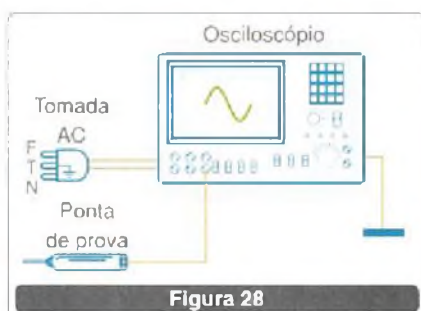 Osciloscópio
Tomada
AC
F
T
N
Ponta
de prova
Figura 28